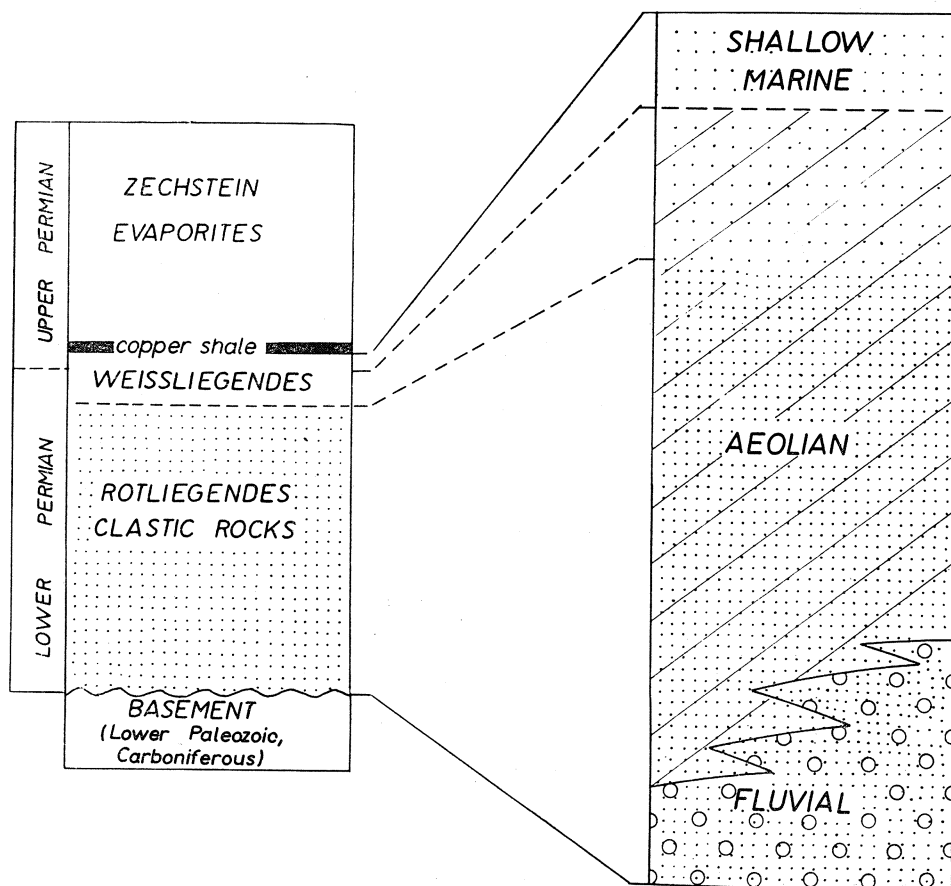 UPPER PERMIAN
LOWER PERMIAN
ZECHSTEIN
EVAPORITES
copper shale
WEISSLIEGENDES
ROTLIEGENDES
CLASTIC ROCKS
BASEMENT
(Lower Paleozoic,
Carboniferous)
SHALLOW
MARINE
AEOLIAN
FLUVIAL